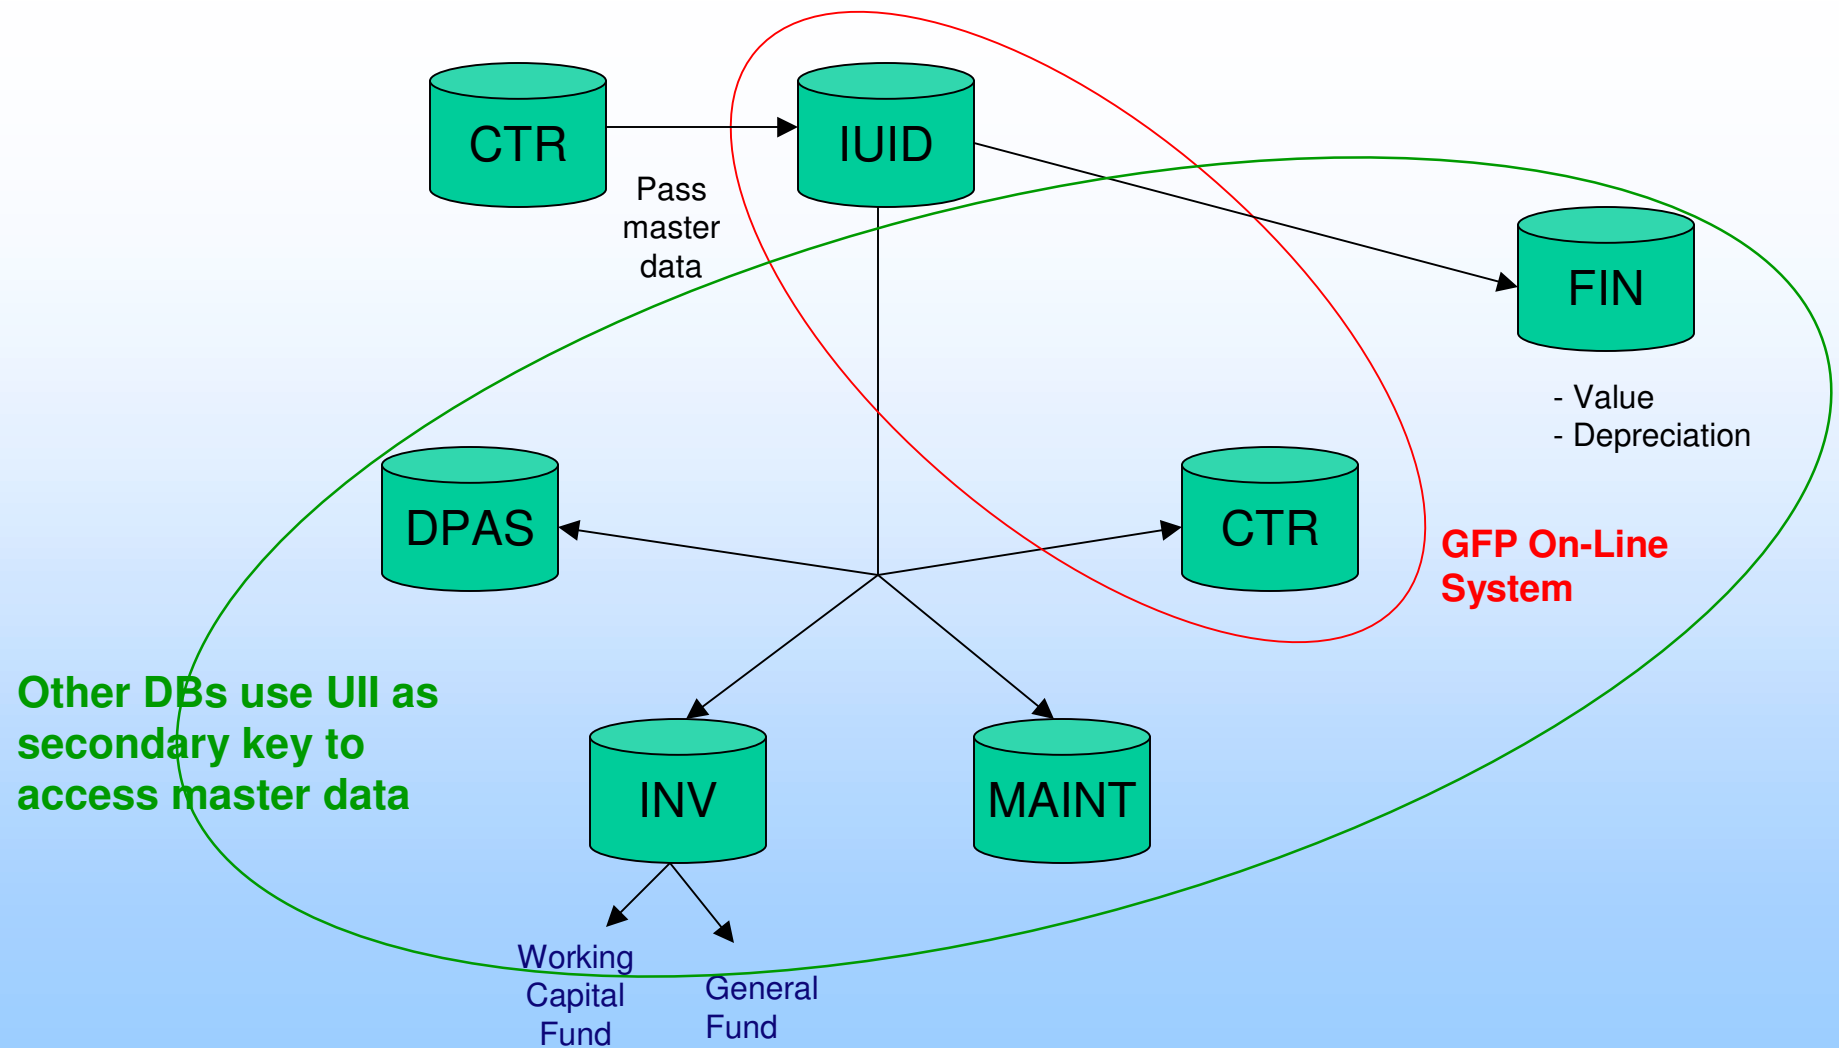 CTR
IUID
Pass
master
data
FIN
- Value
- Depreciation
DPAS
CTR
GFP On-Line
System
Other DBs use UII as
secondary key to
access master data
INV
MAINT
Working
Capital
Fund
General
Fund